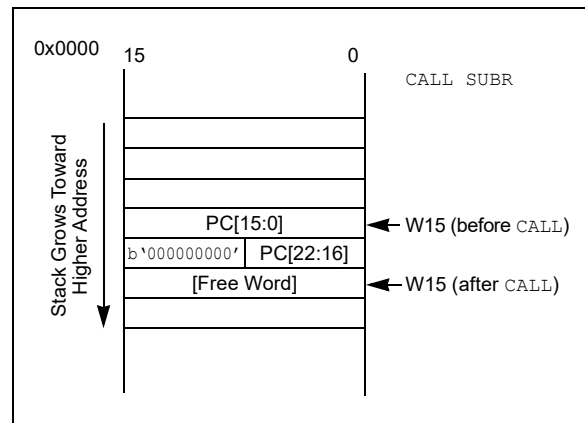 0x0000
15 0
CALL SUBR
Stack Grows Toward
Higher Address
PC[15:0]
W15 (before CALL)
b‘000000000’ PC[22:16]
[Free Word]
W15 (after CALL)